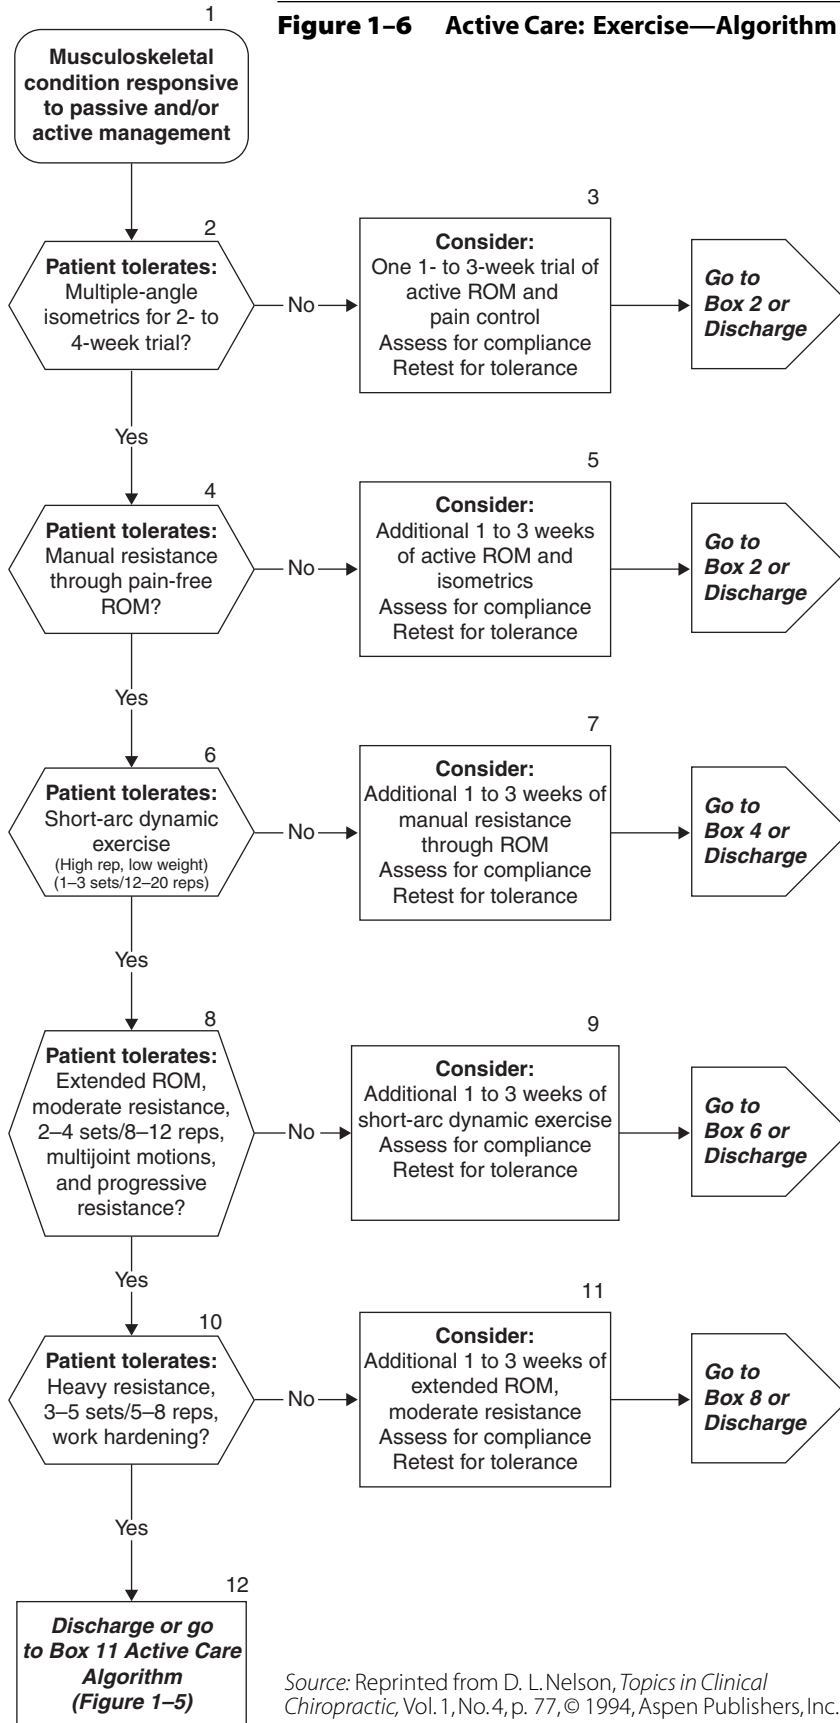 Figure 1–6 Active Care: Exercise—Algorithm
1
Musculoskeletal
condition responsive
to passive and/or
active management
2
Patient tolerates:
Multiple-angle
isometrics for 2- to
4-week trial?
No
3
Consider:
One 1- to 3-week trial of
active ROM and
pain control
Assess for compliance
Retest for tolerance
Go to
Box 2 or
Discharge
Yes
4
Patient tolerates:
Manual resistance
through pain-free
ROM?
No
5
Consider:
Additional 1 to 3 weeks
of active ROM and
isometrics
Assess for compliance
Retest for tolerance
Go to
Box 2 or
Discharge
Yes
6
Patient tolerates:
Short-arc dynamic
exercise
(High rep, low weight)
(1–3 sets/12–20 reps)
No
7
Consider:
Additional 1 to 3 weeks of
manual resistance
through ROM
Assess for compliance
Retest for tolerance
Go to
Box 4 or
Discharge
Yes
8
Patient tolerates:
Extended ROM,
moderate resistance,
2–4 sets/8–12 reps,
multijoint motions,
and progressive
resistance?
No
9
Consider:
Additional 1 to 3 weeks of
short-arc dynamic exercise
Assess for compliance
Retest for tolerance
Go to
Box 6 or
Discharge
Yes
10
Patient tolerates:
Heavy resistance,
3–5 sets/5–8 reps,
work hardening?
No
11
Consider:
Additional 1 to 3 weeks of
extended ROM,
moderate resistance
Assess for compliance
Retest for tolerance
Go to
Box 8 or
Discharge
Yes
12
Discharge or go
to Box 11 Active Care
Algorithm
(Figure 1–5)
Source: Reprinted from D. L. Nelson, Topics in Clinical
Chiropractic, Vol. 1, No. 4, p. 77, © 1994, Aspen Publishers, Inc.